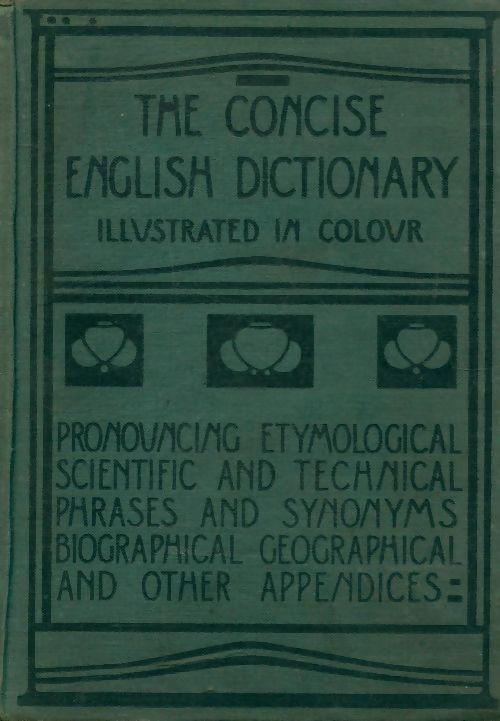 THE CONCISE
ENGLISH DICTIONARY
ILLUSTRATED IN COLOUR
PRONOUNCING ETYMOLOGICAL
SCIENTIFIC AND TECHNICAL
PHRASES AND SYNONYMS
BIOGRAPHICAL GEOGRAPHICAL
AND OTHER APPENDICES